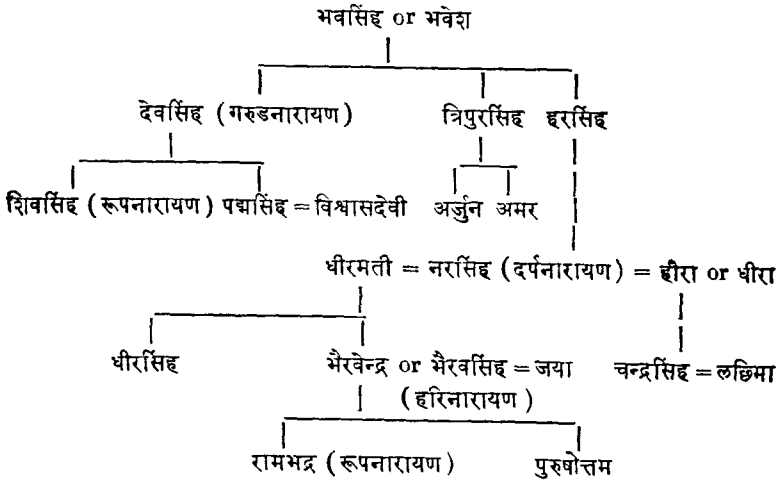 भवसिंह or भवेश
देवसिंह (गरुडनारायण) त्रिपुरसिंह हरसिंह
शिवसिंह (रूपनारायण) पद्मसिंह = विश्वासदेवी अर्जुन अमर
धीरमती = नरसिंह (दर्पनारायण) = हीरा or धीरा
धीरसिंह भैरवेन्द्र or भैरवसिंह = जया चन्द्रसिंह = लछिमा
(हरिनारायण)
रामभद्र (रूपनारायण) पुरुषोत्तम